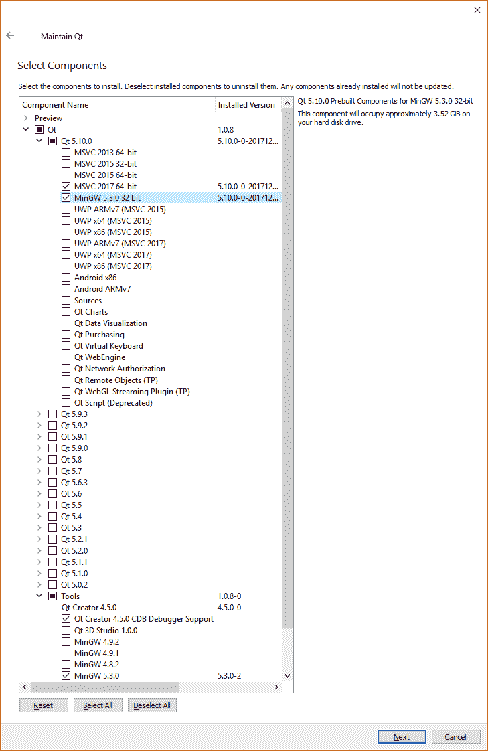 Maintain Qt
Select Components
Select the components to install. Deselect installed components to uninstall them. Any components already installed will not be updated.
Component Name Installed Version
Preview
Qt 1.0.8
Qt 5.10.0 5.10.0-0-201712...
MSVC 2013 64-bit
MSVC 2015 32-bit
MSVC 2015 64-bit
MSVC 2017 64-bit 5.10.0-0-201712...
MinGW 5.3.0 32-bit 5.10.0-0-201712...
UWP ARMv7 (MSVC 2015)
UWP x64 (MSVC 2015)
UWP x86 (MSVC 2015)
UWP ARMv7 (MSVC 2017)
UWP x64 (MSVC 2017)
UWP x86 (MSVC 2017)
Android x86
Android ARMv7
Sources
Qt Charts
Qt Data Visualization
Qt Purchasing
Qt Virtual Keyboard
Qt WebEngine
Qt Network Authorization
Qt Remote Objects (TP)
Qt WebGL Streaming Plugin (TP)
Qt Script (Deprecated)
Qt 5.9.3
Qt 5.9.2
Qt 5.9.1
Qt 5.9.0
Qt 5.8
Qt 5.7
Qt 5.6.3
Qt 5.6
Qt 5.5
Qt 5.4
Qt 5.3
Qt 5.2.1
Qt 5.2.0
Qt 5.1.1
Qt 5.1.0
Qt 5.0.2
Tools 1.0.8-0
Qt Creator 4.5.0 4.5.0-0
Qt Creator 4.5.0 CDB Debugger Support
Qt 3D Studio 1.0.0
MinGW 4.9.2
MinGW 4.9.1
MinGW 4.8.2
MinGW 5.3.0 5.3.0-2
Qt 5.10.0 Prebuilt Components for MinGW 5.3.0 32-bit
This component will occupy approximately 3.52 GiB on
your hard disk drive.
Reset Select All Deselect All
Next Cancel